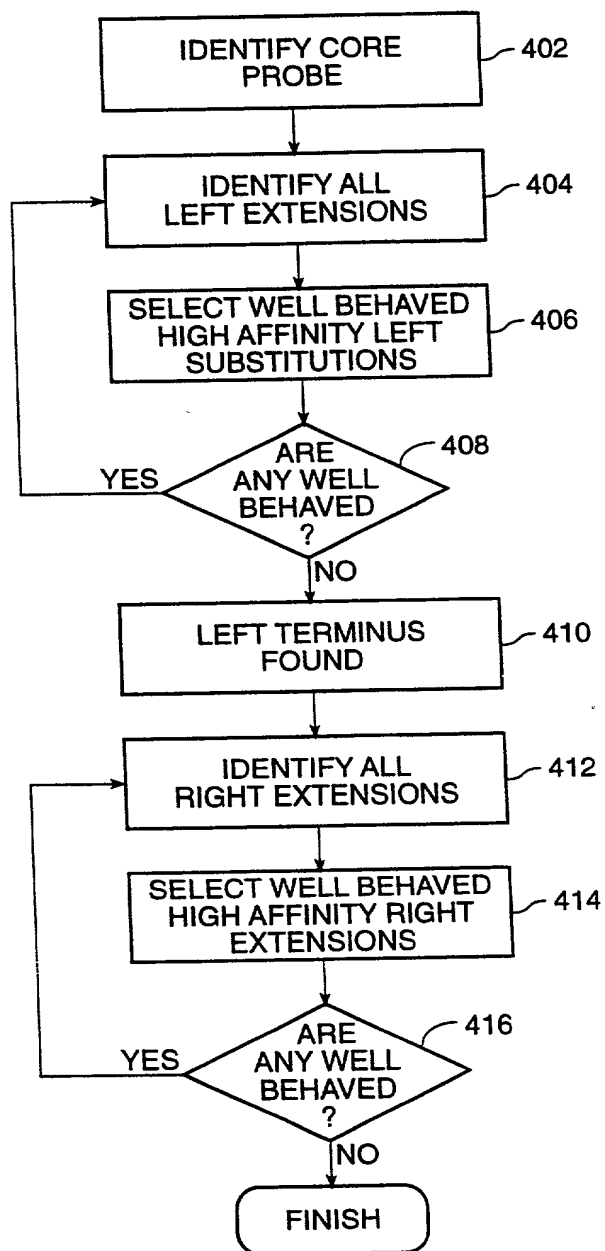 IDENTIFY CORE
PROBE
402
IDENTIFY ALL
LEFT EXTENSIONS
404
SELECT WELL BEHAVED
HIGH AFFINITY LEFT
SUBSTITUTIONS
406
ARE
ANY WELL
BEHAVED
?
408
YES
NO
LEFT TERMINUS
FOUND
410
IDENTIFY ALL
RIGHT EXTENSIONS
412
SELECT WELL BEHAVED
HIGH AFFINITY RIGHT
EXTENSIONS
414
ARE
ANY WELL
BEHAVED
?
416
YES
NO
FINISH